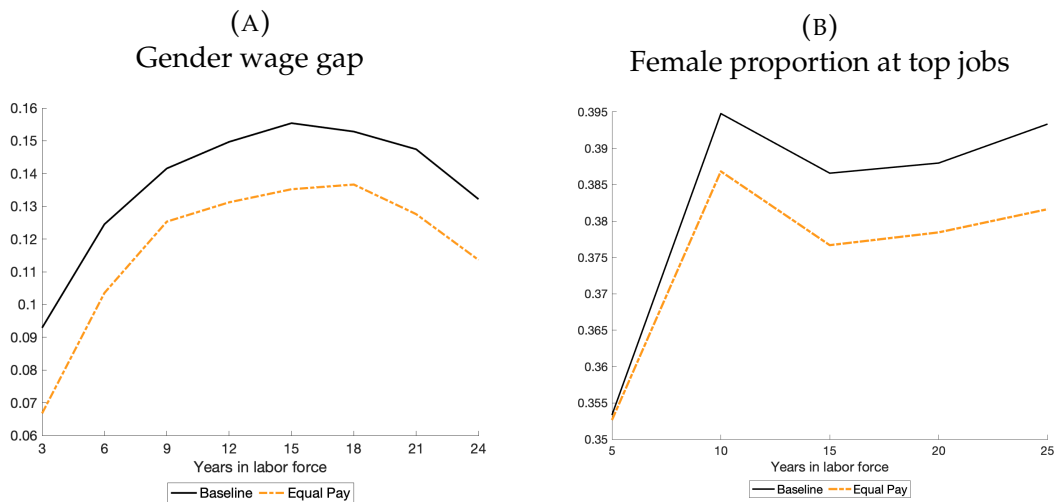 (A)
Gender wage gap
0.16
0.15
0.14
0.13
0.12
0.11
0.1
0.09
0.08
0.07
0.06
3 6 9 12 15 18 21 24
Years in labor force
Baseline Equal Pay
(B)
Female proportion at top jobs
0.395
0.39
0.385
0.38
0.375
0.37
0.365
0.36
0.355
0.35
5 10 15 20 25
Years in labor force
Baseline Equal Pay